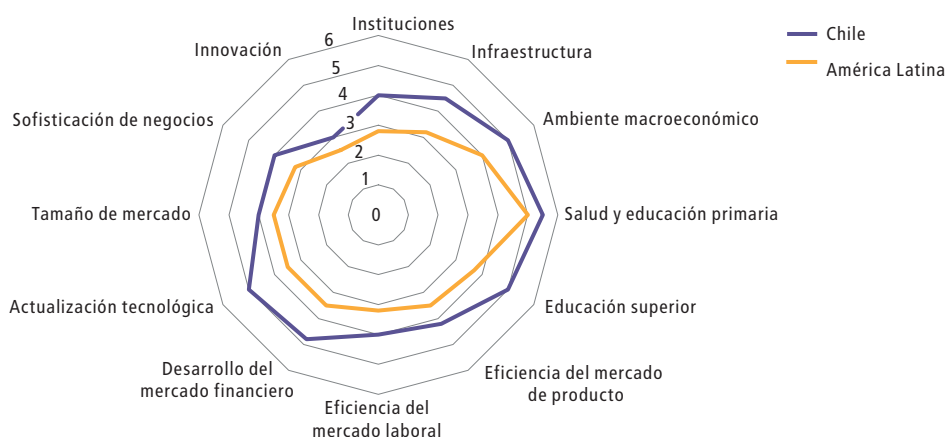 Instituciones
Infraestructura
Ambiente macroeconómico
Salud y educación primaria
Educación superior
Eficiencia del mercado
de producto
Eficiencia del
mercado laboral
Desarrollo del
mercado financiero
Actualización tecnológica
Tamaño de mercado
Sofisticación de negocios
Innovación
6
5
4
3
2
1
0
Chile
América Latina